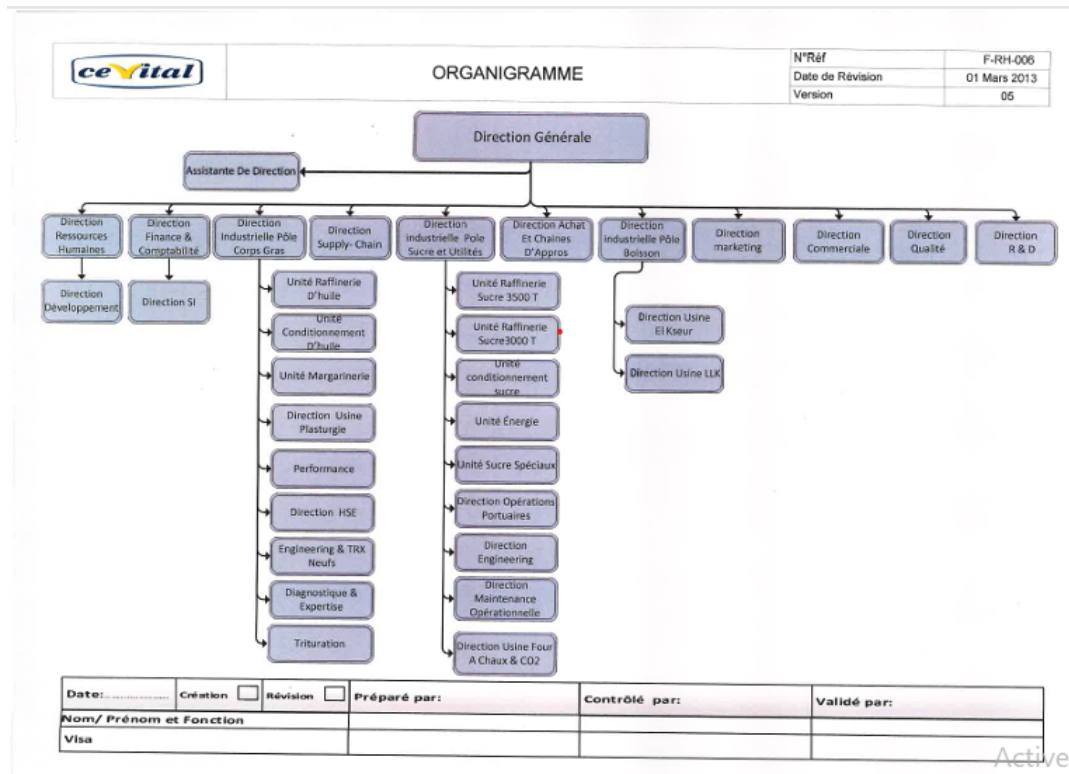 cevital
ORGANIGRAMME
N°Réf F-RH-006
Date de Révision 01 Mars 2013
Version 05
Direction Générale
Assistante De Direction
Direction
Ressources
Humaines
Direction
Finance &
Comptabilité
Direction
Industrielle Pôle
Corps Gras
Direction
Supply- Chain
Direction
industrielle Pole
Sucre et Utilités
Direction Achat
Et Chaines
D'Appros
Direction
industrielle Pôle
Boisson
Direction
marketing
Direction
Commerciale
Direction
Qualité
Direction
R & D
Direction
Développement
Direction SI
Unité Raffinerie
D'huile
Unité
Conditionnement
D'huile
Unité Margarinerie
Direction Usine
Plasturgie
Performance
Direction HSE
Engineering & TRX
Neufs
Diagnostique &
Expertise
Trituration
Unité Raffinerie
Sucre 3500 T
Unité Raffinerie
Sucre3000 T
Unité
conditionnement
sucre
Unité Énergie
Unité Sucre Spéciaux
Direction Opérations
Portuaires
Direction
Engineering
Direction
Maintenance
Opérationnelle
Direction Usine Four
A Chaux & CO2
Direction Usine
El Kseur
Direction Usine LLK
Date:.................. Création Révision Préparé par: Contrôlé par: Validé par:
Nom/ Prénom et Fonction
Visa
Active